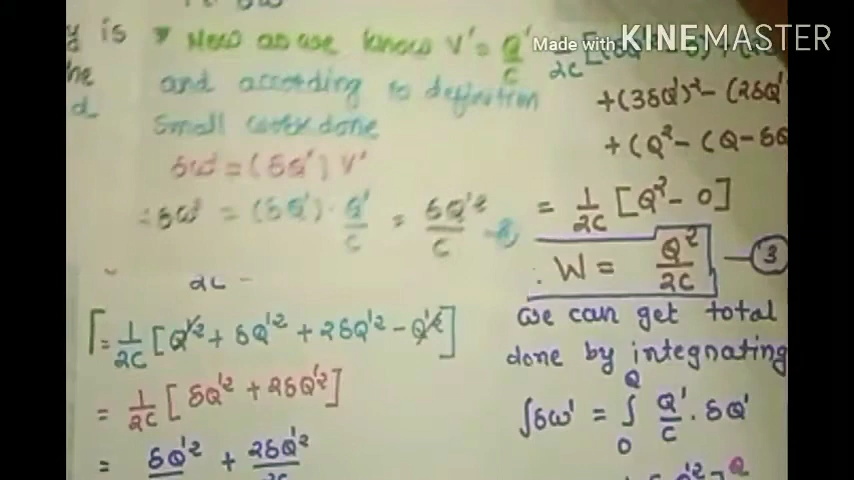 y is
he
d
Now as we know V' = Q'/C
and according to definition
small work done
δw = (δQ') V'
= δw = (δQ') · Q'/C = δQ'²/C
2C
[= 1/2C [Q'² + δQ'² + 2δQ'² - Q'²]
= 1/2C [δQ'² + 2δQ'²]
= δQ'² + 2δQ'²
Made with KINEMASTER
2C
+(3δQ')² - (2δQ'
+(Q² - (Q - δQ
= 1/2C [Q² - 0]
∴ W = Q²/2C — 3
we can get total
done by integrating
∫δw' = ∫₀^Q Q'/C · δQ'